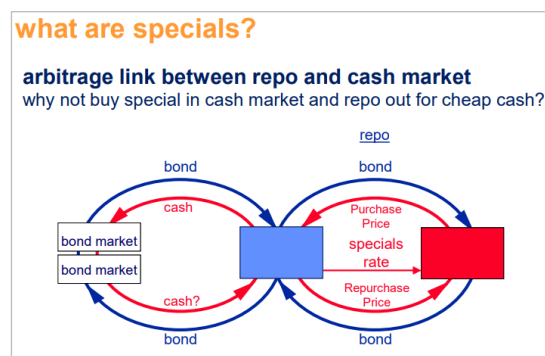 what are specials?
arbitrage link between repo and cash market
why not buy special in cash market and repo out for cheap cash?
repo
bond
bond
cash
Purchase
Price
bond market
bond market
specials
rate
cash?
Repurchase
Price
bond
bond